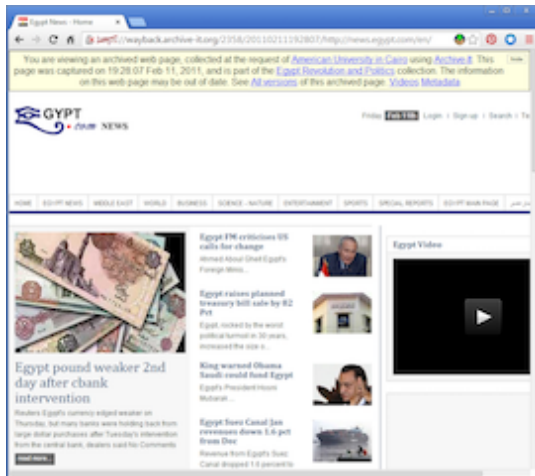 Egypt News - Home
https://wayback.archive-it.org/2358/20110211192807/http://news.egypt.com/en/
You are viewing an archived web page, collected at the request of American University in Cairo using Archive-It. This
hide
page was captured on 19:28:07 Feb 11, 2011, and is part of the Egypt Revolution and Politics collection. The information
on this web page may be out of date. See All versions of this archived page. Videos Metadata
GYPT
.com NEWS
Friday Feb 11th Login | Sign up | Search | Te
HOME EGYPT NEWS MIDDLE EAST WORLD BUSINESS SCIENCE - NATURE ENTERTAINMENT SPORTS SPECIAL REPORTS EGYPT MAIN PAGE
Egypt pound weaker 2nd
day after cbank
intervention
Reuters Egypt's currency edged weaker on
Thursday, but many banks were holding back from
large dollar purchases after Tuesday's intervention
from the central bank, dealers said No Comments
read more...
Egypt FM criticises US
calls for change
Ahmed Aboul Gheit Egypt's
Foreign Minis...
Egypt raises planned
treasury bill sale by 82
Pct
Egypt, rocked by the worst
political turmoil in 30 years,
increased the size o...
King warned Obama
Saudi could fund Egypt
Egypt's President Hosni
Mubarak ...
Egypt Suez Canal Jan
revenues down 1.6 pct
from Dec
Revenue from Egypt's Suez
Canal dropped 1.6 percent to
Egypt Video